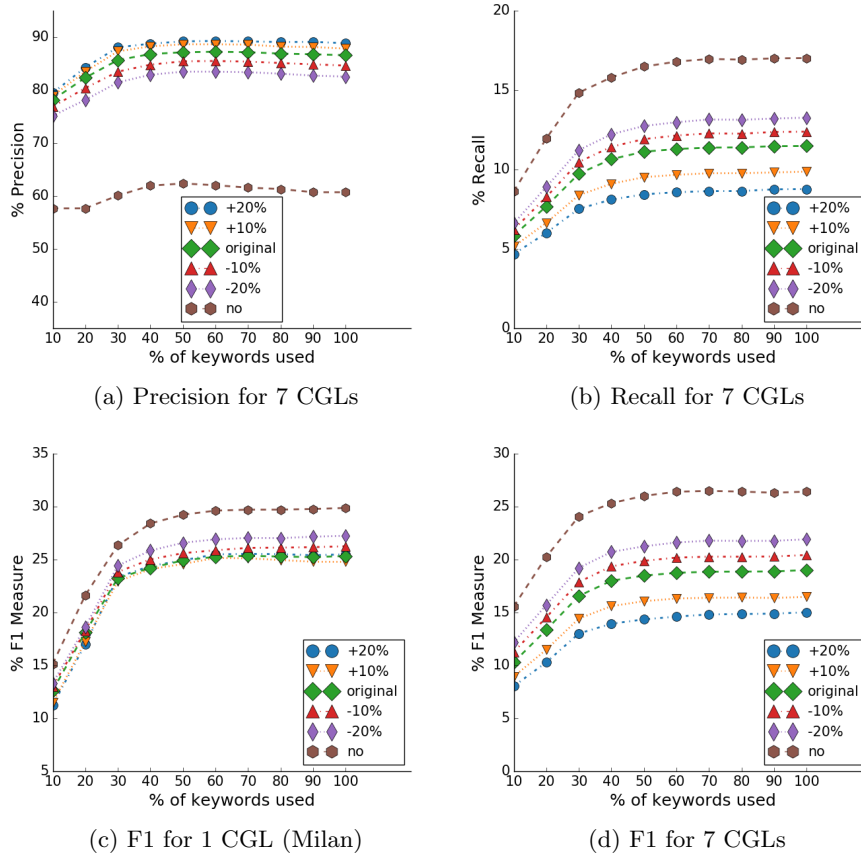 90
80
70
60
50
40
% Precision
+20%
+10%
original
-10%
-20%
no
10 20 30 40 50 60 70 80 90 100
% of keywords used
(a) Precision for 7 CGLs
20
15
10
5
0
% Recall
+20%
+10%
original
-10%
-20%
no
10 20 30 40 50 60 70 80 90 100
% of keywords used
(b) Recall for 7 CGLs
35
30
25
20
15
10
5
% F1 Measure
+20%
+10%
original
-10%
-20%
no
10 20 30 40 50 60 70 80 90 100
% of keywords used
(c) F1 for 1 CGL (Milan)
30
25
20
15
10
5
0
% F1 Measure
+20%
+10%
original
-10%
-20%
no
10 20 30 40 50 60 70 80 90 100
% of keywords used
(d) F1 for 7 CGLs